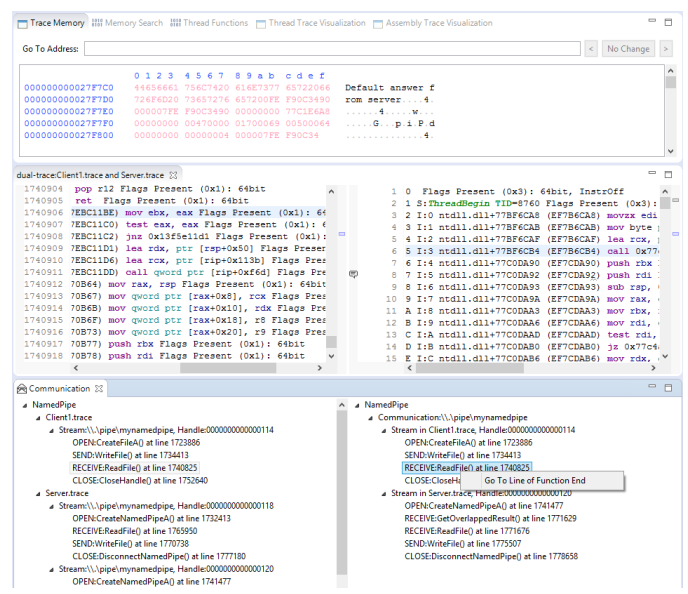 Trace Memory Memory Search Thread Functions Thread Trace Visualization Assembly Trace Visualization
Go To Address: < No Change >
0 1 2 3 4 5 6 7 8 9 a b c d e f
000000000027F7C0 44656661 756C7420 616E7377 65722066 Default answer f
000000000027F7D0 726F6D20 73657276 657200FE F90C3490 rom server....4.
000000000027F7E0 000007FE F90C3490 00000000 77C1E6A8 ......4.....w...
000000000027F7F0 00000000 00470000 01700069 00500064 .....G...p.i.P.d
000000000027F800 00000000 00000004 000007FE F90C34 ..............4.
dual-trace:Client1.trace and Server.trace
1740904 pop r12 Flags Present (0x1): 64bit
1740905 ret Flags Present (0x1): 64bit
1740906 7EBC11BE) mov ebx, eax Flags Present (0x1): 64
1740907 7EBC11C0) test eax, eax Flags Present (0x1): 6
1740908 7EBC11C2) jnz 0x13f5e11d1 Flags Present (0x1):
1740909 7EBC11D1) lea rdx, ptr [rsp+0x50] Flags Presen
1740910 7EBC11D6) lea rcx, ptr [rip+0x113b] Flags Pres
1740911 7EBC11DD) call qword ptr [rip+0xf6d] Flags Pre
1740912 70B64) mov rax, rsp Flags Present (0x1): 64bit
1740913 70B67) mov qword ptr [rax+0x8], rcx Flags Pres
1740914 70B6B) mov qword ptr [rax+0x10], rdx Flags Pre
1740915 70B6F) mov qword ptr [rax+0x18], r8 Flags Pres
1740916 70B73) mov qword ptr [rax+0x20], r9 Flags Pres
1740917 70B77) push rbx Flags Present (0x1): 64bit
1740918 70B78) push rdi Flags Present (0x1): 64bit
1 0 Flags Present (0x3): 64bit, InstrOff
2 1 S:ThreadBegin TID=8760 Flags Present (0x3):
3 2 I:0 ntdll.dll+77BF6CA8 (EF7B6CA8) movzx edi
4 3 I:1 ntdll.dll+77BF6CAB (EF7B6CAB) mov byte p
5 4 I:2 ntdll.dll+77BF6CAF (EF7B6CAF) lea rcx, p
6 5 I:3 ntdll.dll+77BF6CB4 (EF7B6CB4) call 0x77c
7 6 I:4 ntdll.dll+77C0DA90 (EF7CDA90) push rbx
8 7 I:5 ntdll.dll+77C0DA92 (EF7CDA92) push rdi
9 8 I:6 ntdll.dll+77C0DA93 (EF7CDA93) sub rsp,
10 9 I:7 ntdll.dll+77C0DA9A (EF7CDA9A) mov rax,
11 A I:8 ntdll.dll+77C0DAA3 (EF7CDAA3) mov rbx,
12 B I:9 ntdll.dll+77C0DAA6 (EF7CDAA6) mov rdi,
13 C I:A ntdll.dll+77C0DAAD (EF7CDAAD) test rdi,
14 D I:B ntdll.dll+77C0DAB0 (EF7CDAB0) jz 0x77c4
15 E I:C ntdll.dll+77C0DAB6 (EF7CDAB6) mov rdx,
Communication
NamedPipe
Client1.trace
Stream:\\.\pipe\mynamedpipe, Handle:0000000000000114
OPEN:CreateFileA() at line 1723886
SEND:WriteFile() at line 1734413
RECEIVE:ReadFile() at line 1740825
CLOSE:CloseHandle() at line 1752640
Server.trace
Stream:\\.\pipe\mynamedpipe, Handle:0000000000000118
OPEN:CreateNamedPipeA() at line 1732413
RECEIVE:ReadFile() at line 1765950
SEND:WriteFile() at line 1770738
CLOSE:DisconnectNamedPipe() at line 1777180
Stream:\\.\pipe\mynamedpipe, Handle:0000000000000120
OPEN:CreateNamedPipeA() at line 1741477
NamedPipe
Communication:\\.\pipe\mynamedpipe
Stream in Client1.trace, Handle:0000000000000114
OPEN:CreateFileA() at line 1723886
SEND:WriteFile() at line 1734413
RECEIVE:ReadFile() at line 1740825
CLOSE:CloseHa
Go To Line of Function End
Stream in Server.trace, Handle:0000000000000120
OPEN:CreateNamedPipeA() at line 1741477
RECEIVE:GetOverlappedResult() at line 1771629
RECEIVE:ReadFile() at line 1771676
SEND:WriteFile() at line 1775507
CLOSE:DisconnectNamedPipe() at line 1778658